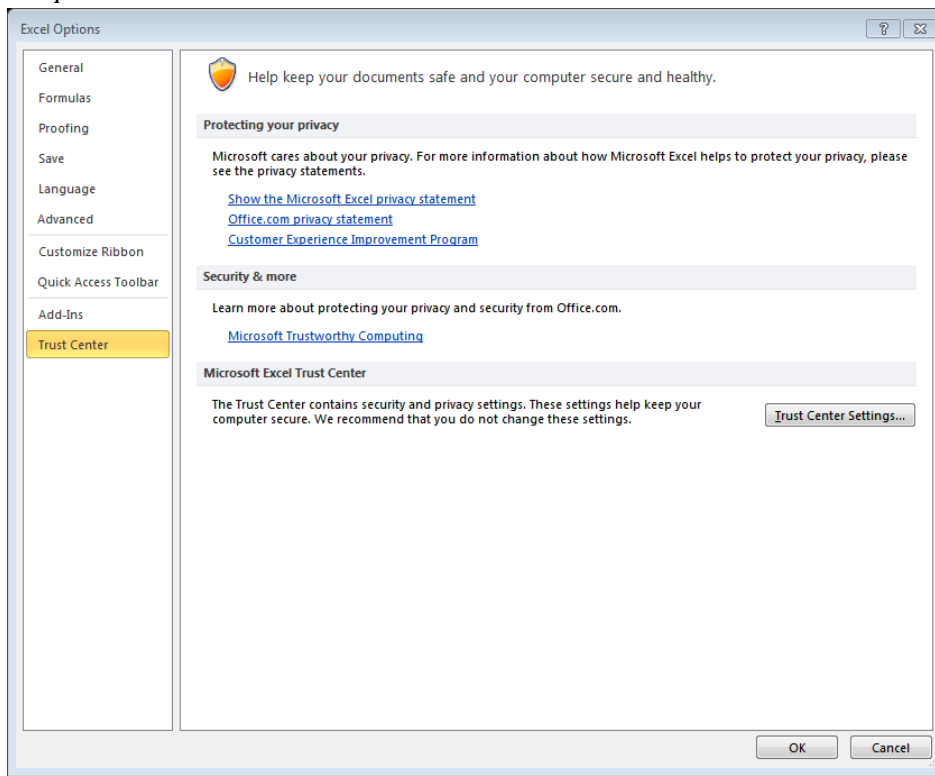 Excel Options
General
Formulas
Proofing
Save
Language
Advanced
Customize Ribbon
Quick Access Toolbar
Add-Ins
Trust Center
Help keep your documents safe and your computer secure and healthy.
Protecting your privacy
Microsoft cares about your privacy. For more information about how Microsoft Excel helps to protect your privacy, please
see the privacy statements.
Show the Microsoft Excel privacy statement
Office.com privacy statement
Customer Experience Improvement Program
Security & more
Learn more about protecting your privacy and security from Office.com.
Microsoft Trustworthy Computing
Microsoft Excel Trust Center
The Trust Center contains security and privacy settings. These settings help keep your
computer secure. We recommend that you do not change these settings.
Trust Center Settings...
OK
Cancel